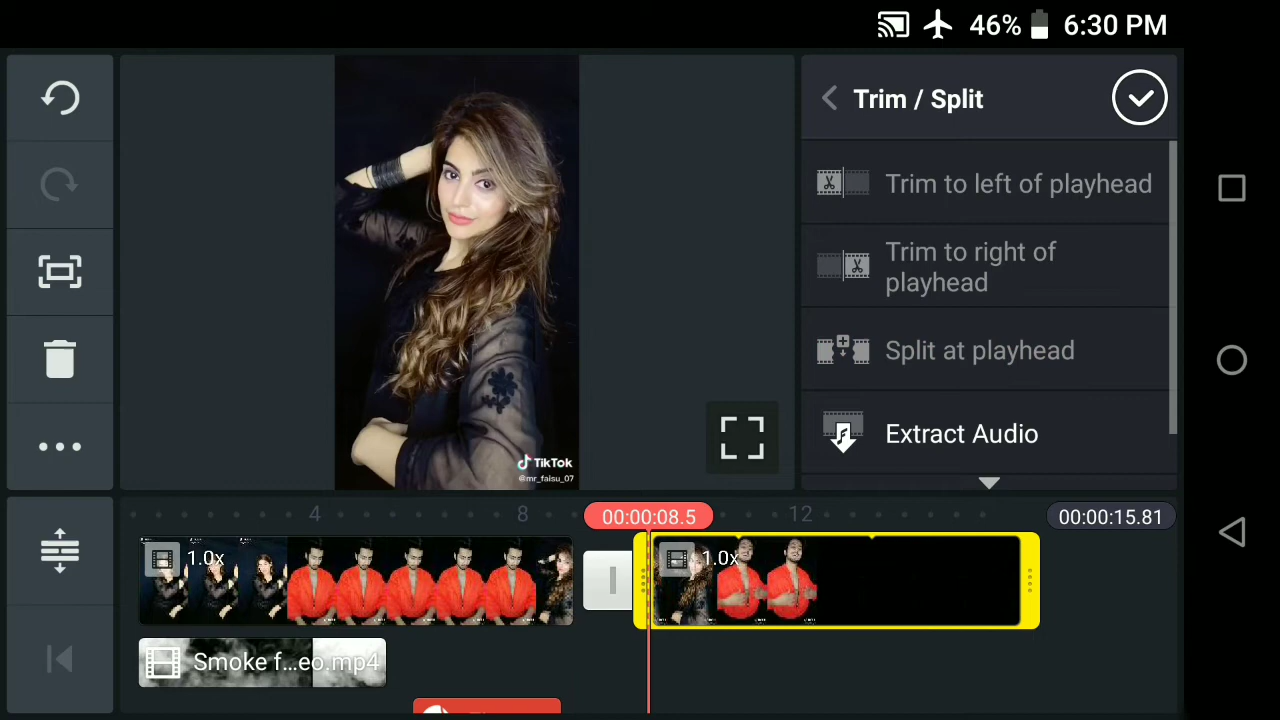 46% 6:30 PM
Trim / Split
Trim to left of playhead
Trim to right of
playhead
Split at playhead
Extract Audio
TikTok
@mr_faisu_07
4 8 12
00:00:08.5
00:00:15.81
1.0x
1.0x
Smoke f...eo.mp4